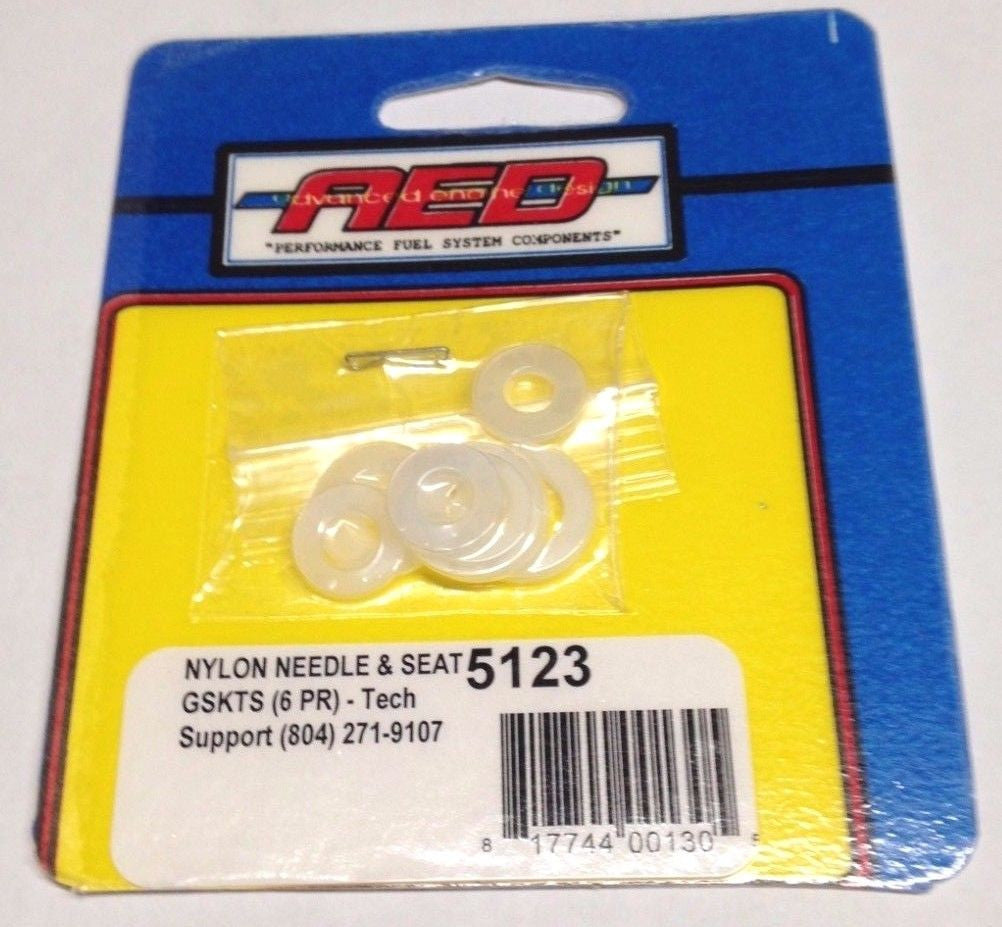 AED
advanced engine design
"PERFORMANCE FUEL SYSTEM COMPONENTS"
NYLON NEEDLE & SEAT 5123
GSKTS (6 PR) - Tech
Support (804) 271-9107
8 17744 00130 5